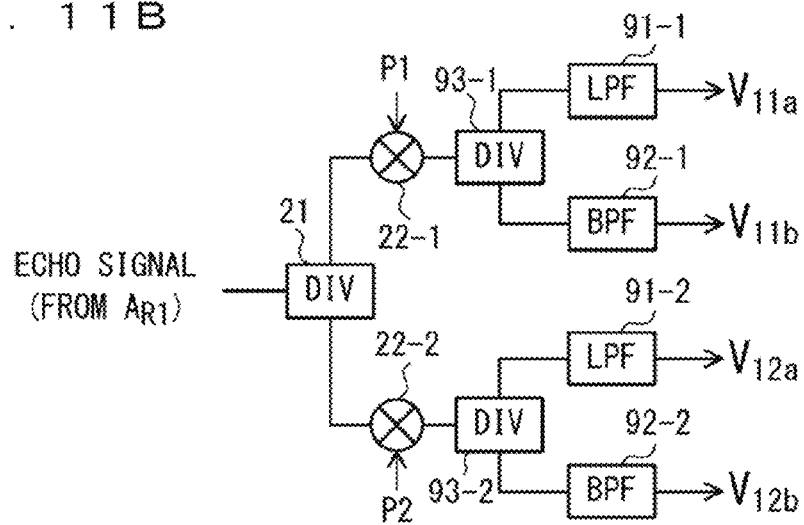 . 11B
91-1
P1
93-1
LPF
V11a
DIV
92-1
21
22-1
BPF
V11b
ECHO SIGNAL
(FROM AR1)
DIV
91-2
22-2
LPF
V12a
DIV
92-2
P2
93-2
BPF
V12b